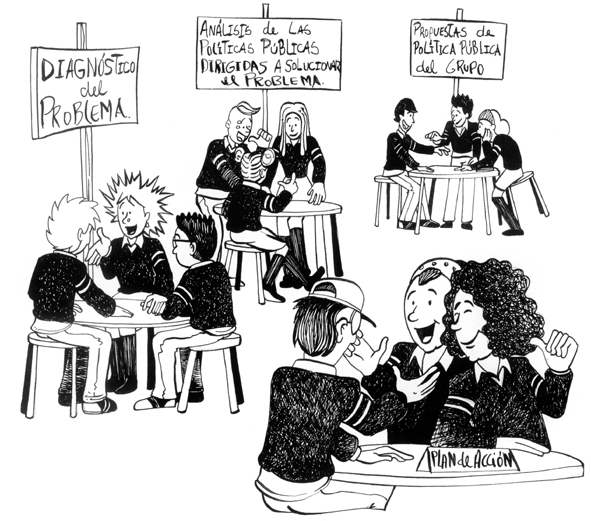 DIAGNÓSTICO
del
PROBLEMA.
ANÁLISIS de LAS
POLÍTICAS PÚBLICAS
DIRIGIDAS A SOLUCIONAR
el PROBLEMA.
PROPUESTAS de
POLÍTICA PÚBLICA
del GRUPO
PLAN de ACCIÓN